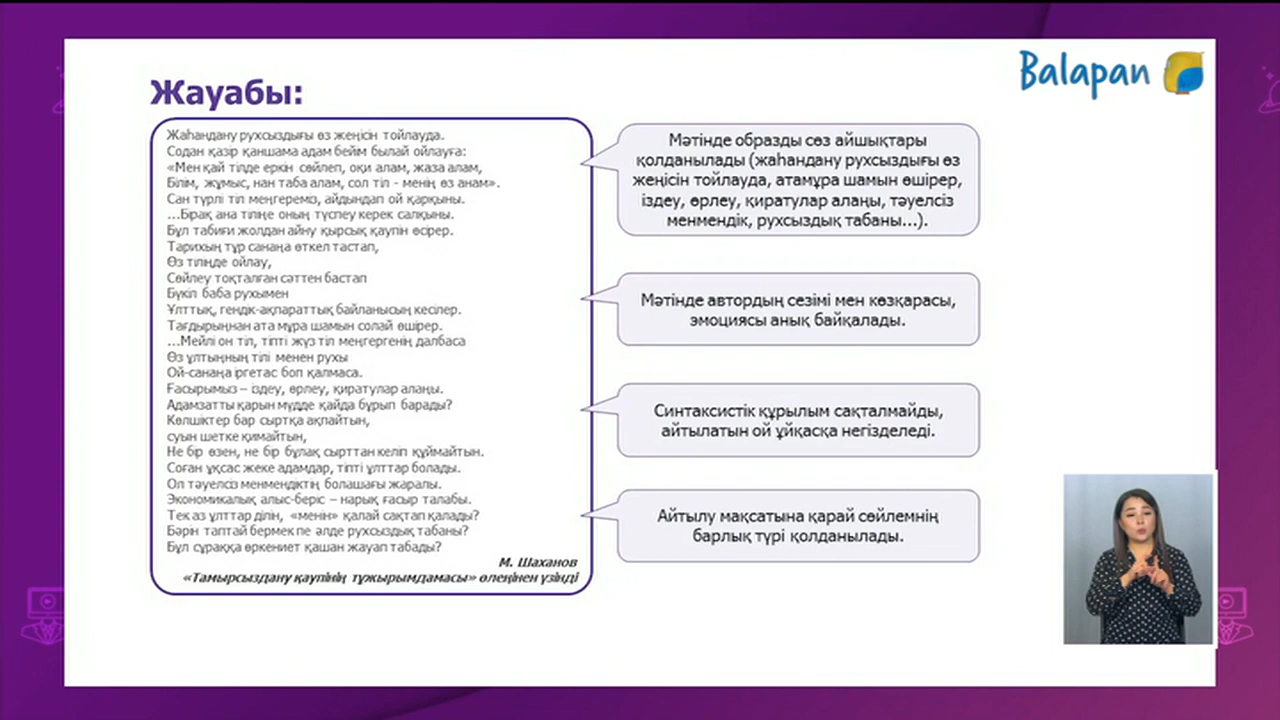 Balapan
Жауабы:
Жаһандану рухсыздығы өз жеңісін тойлауда.
Содан қазір қаншама адам бейім былай ойлауға:
«Мен қай тілде еркін сөйлеп, оқи алам, жаза алам,
Білім, жұмыс, нан таба алам, сол тіл - менің өз анам».
Сан түрлі тіл меңгереміз, айдындап ой қарқыны.
...Бірақ ана тіліңе оның түспеу керек салқыны.
Бұл табиғи жолдан айну қырсық қаупін өсірер.
Тарихың тұр санаңа өткел тастап,
Өз тіліңде ойлау,
Сөйлеу тоқталған сәттен бастап
Бүкіл баба рухымен
Ұлттық, гендк-ақпараттық байланысың кесілер.
Тағдырыңнан ата мұра шамын солай өшірер.
...Мейлі он тіл, тіпті жүз тіл меңгергенің далбаса
Өз ұлтыңның тілі менен рухы
Ой-санаңа іргетас боп қалмаса.
Ғасырымыз – іздеу, өрлеу, қиратулар алаңы.
Адамзатты қарын мүдде қайда бұрып барады?
Көлшіктер бар сыртқа ақпайтын,
суын шетке қимайтын,
Не бір өзен, не бір бұлақ сырттан келіп құймайтын.
Соған ұқсас жеке адамдар, тіпті ұлттар болады.
Ол тәуелсіз менмендіктің болашағы жаралы.
Экономикалық алыс-беріс – нарық ғасыр талабы.
Тек аз ұлттар ділін, «менін» қалай сақтап қалады?
Бәрін таптай бермек пе әлде рухсыздық табаны?
Бұл сұраққа өркениет қашан жауап табады?
М. Шаханов
«Тамырсыздану қаупінің тұжырымдамасы» өлеңінен үзінді
Мәтінде образды сөз айшықтары
қолданылады (жаһандану рухсыздығы өз
жеңісін тойлауда, атамұра шамын өшірер,
іздеу, өрлеу, қиратулар алаңы, тәуелсіз
менмендік, рухсыздық табаны...).
Мәтінде автордың сезімі мен көзқарасы,
эмоциясы анық байқалады.
Синтаксистік құрылым сақталмайды,
айтылатын ой ұйқасқа негізделеді.
Айтылу мақсатына қарай сөйлемнің
барлық түрі қолданылады.